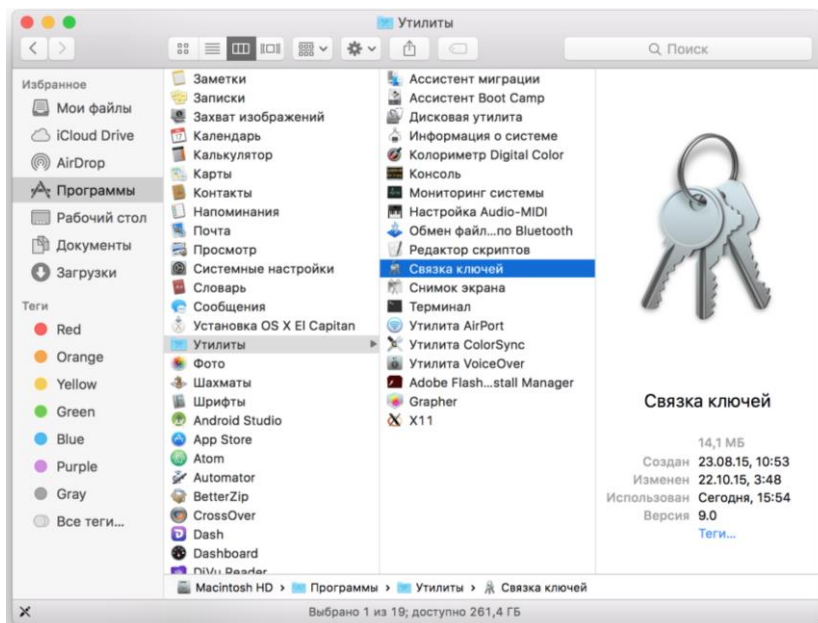 Утилиты
Поиск
Избранное
Мои файлы
iCloud Drive
AirDrop
Программы
Рабочий стол
Документы
Загрузки
Теги
Red
Orange
Yellow
Green
Blue
Purple
Gray
Все теги...
Заметки
Записки
Захват изображений
Календарь
Калькулятор
Карты
Контакты
Напоминания
Почта
Просмотр
Системные настройки
Словарь
Сообщения
Установка OS X El Capitan
Утилиты
Фото
Шахматы
Шрифты
Android Studio
App Store
Atom
Automator
BetterZip
CrossOver
Dash
Dashboard
DjVu Reader
Ассистент миграции
Ассистент Boot Camp
Дисковая утилита
Информация о системе
Колориметр Digital Color
Консоль
Мониторинг системы
Настройка Audio-MIDI
Обмен файл...по Bluetooth
Редактор скриптов
Связка ключей
Снимок экрана
Терминал
Утилита AirPort
Утилита ColorSync
Утилита VoiceOver
Adobe Flash...stall Manager
Grapher
X11
Связка ключей
14,1 МБ
Создан 23.08.15, 10:53
Изменен 22.10.15, 3:48
Использован Сегодня, 15:54
Версия 9.0
Теги...
Macintosh HD › Программы › Утилиты › Связка ключей
Выбрано 1 из 19; доступно 261,4 ГБ